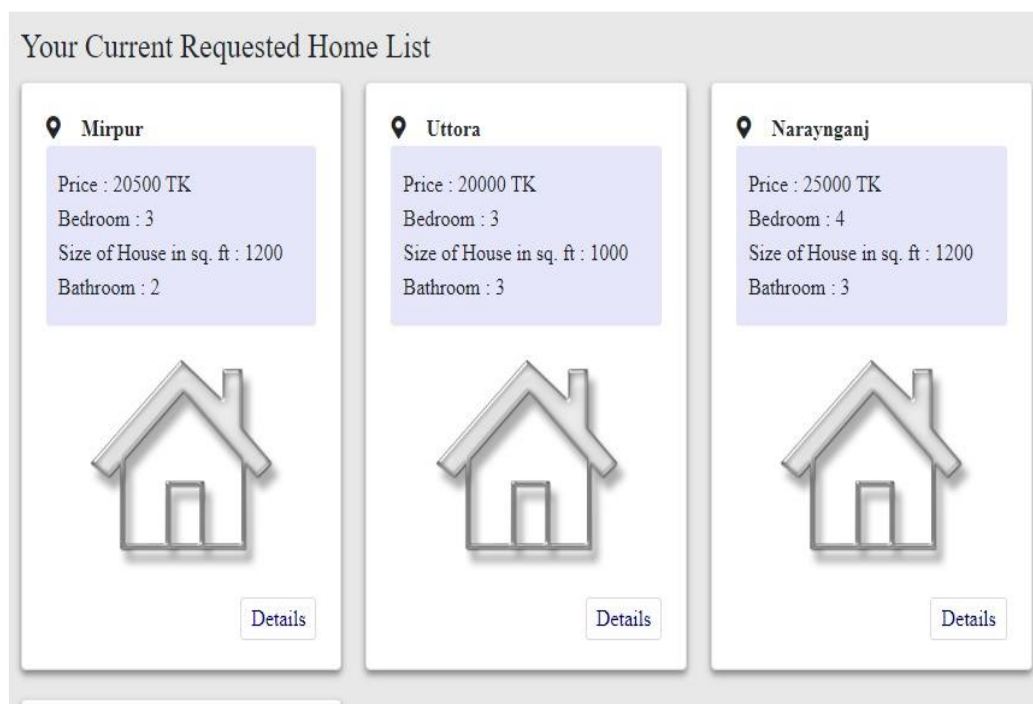 Your Current Requested Home List
Mirpur
Price : 20500 TK
Bedroom : 3
Size of House in sq. ft : 1200
Bathroom : 2
Details
Uttora
Price : 20000 TK
Bedroom : 3
Size of House in sq. ft : 1000
Bathroom : 3
Details
Naraynganj
Price : 25000 TK
Bedroom : 4
Size of House in sq. ft : 1200
Bathroom : 3
Details